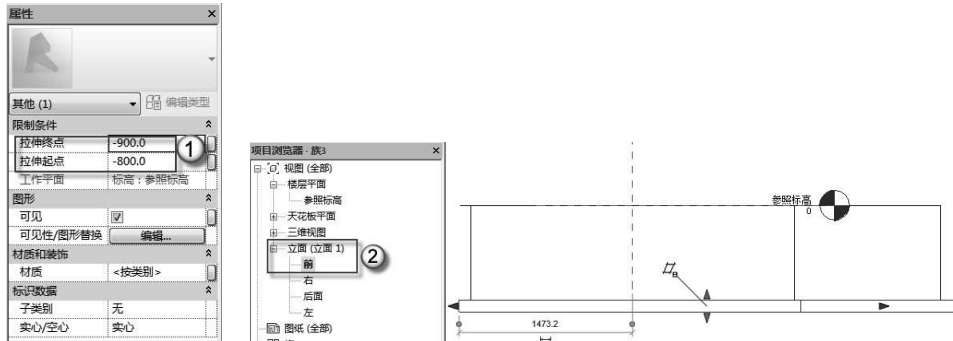 属性 ×
其他 (1) 编辑类型
限制条件
拉伸终点 -900.0
拉伸起点 -800.0
①
工作平面 标高：参照标高
图形
可见
可见性/图形替换 编辑...
材质和装饰
材质 <按类别>
标识数据
子类别 无
实心/空心 实心
项目浏览器 - 族3 ×
视图 (全部)
楼层平面
参照标高
天花板平面
三维视图
立面 (立面 1)
前
②
右
后面
左
图纸 (全部)
参照标高
0
1473.2